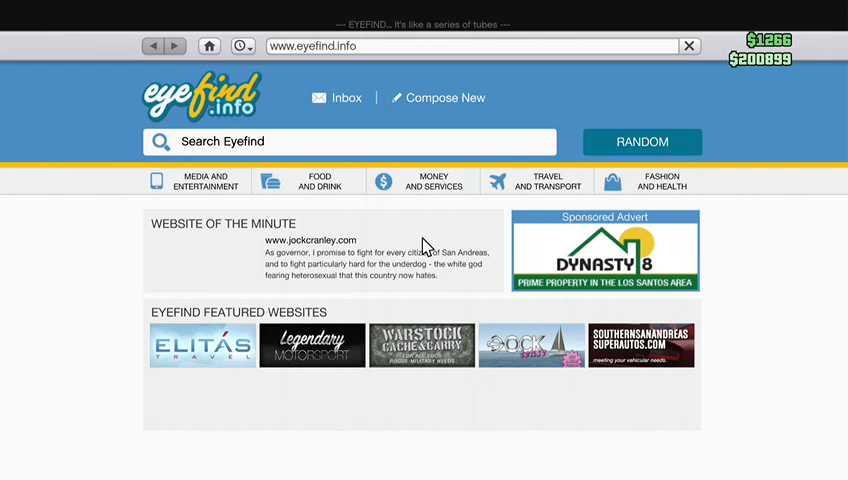 --- EYEFIND... It's like a series of tubes ---
www.eyefind.info
$1266
$200899
eyefind
.info
Inbox
Compose New
Search Eyefind
RANDOM
MEDIA AND
ENTERTAINMENT
FOOD
AND DRINK
MONEY
AND SERVICES
TRAVEL
AND TRANSPORT
FASHION
AND HEALTH
WEBSITE OF THE MINUTE
www.jockcranley.com
As governor, I promise to fight for every citizen of San Andreas,
and to fight particularly hard for the underdog - the white god
fearing heterosexual that this country now hates.
Sponsored Advert
DYNASTY 8
PRIME PROPERTY IN THE LOS SANTOS AREA
EYEFIND FEATURED WEBSITES
ELITÁS
TRAVEL
Legendary
MOTORSPORT
WARSTOCK
CACHE&CARRY
FOR ALL YOUR
ROGUE MILITARY NEEDS
DOCK
tease
SOUTHERNSANANDREAS
SUPERAUTOS.COM
meeting your vehicular needs.